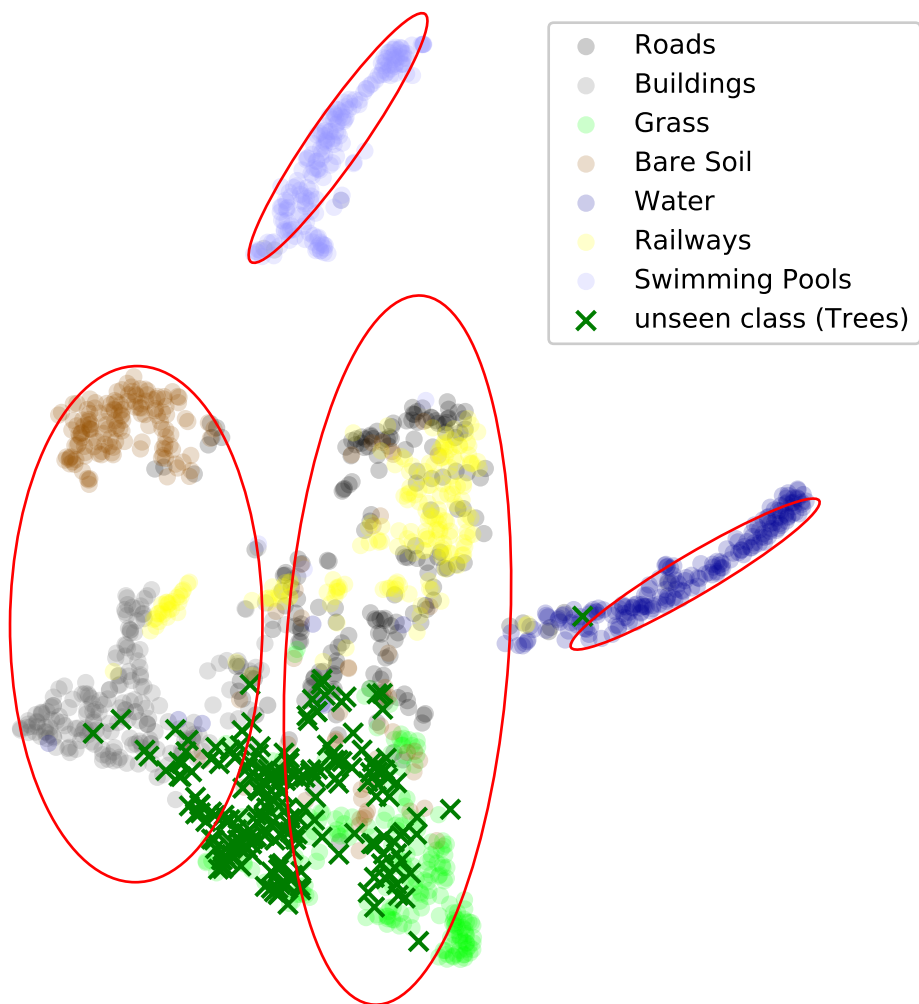 Roads
Buildings
Grass
Bare Soil
Water
Railways
Swimming Pools
unseen class (Trees)